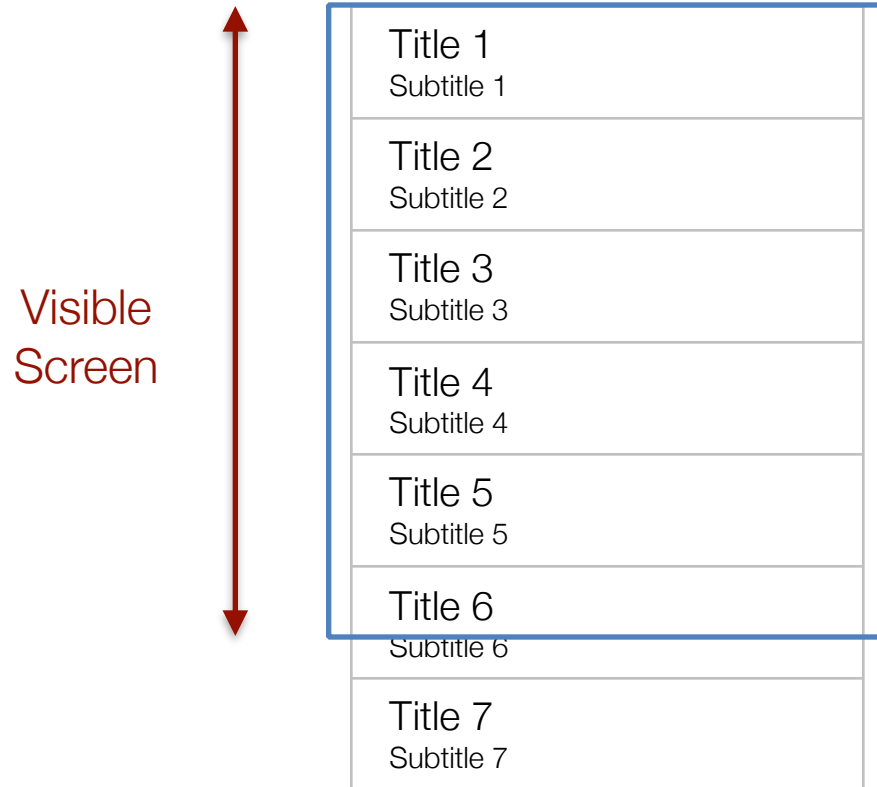 Visible
Screen
Title 1
Subtitle 1
Title 2
Subtitle 2
Title 3
Subtitle 3
Title 4
Subtitle 4
Title 5
Subtitle 5
Title 6
Subtitle 6
Title 7
Subtitle 7